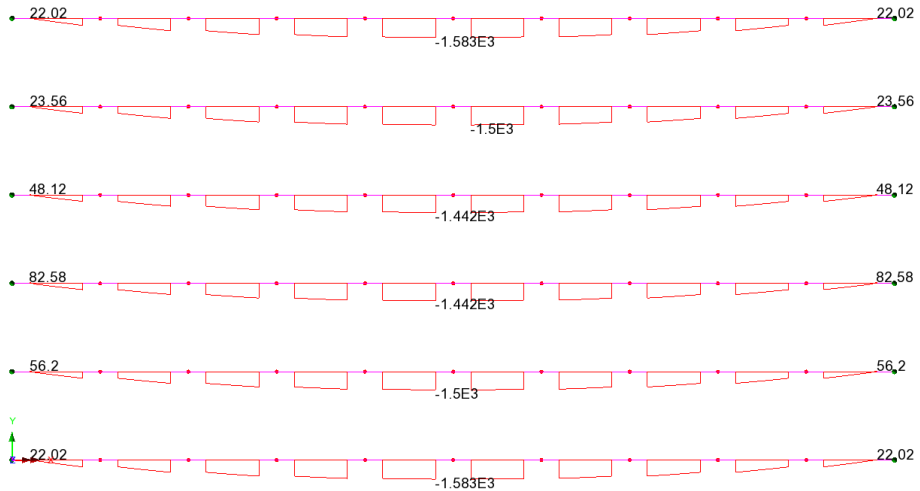 22.02 22.02
-1.583E3
23.56 23.56
-1.5E3
48.12 48.12
-1.442E3
82.58 82.58
-1.442E3
56.2 56.2
-1.5E3
Y
22.02 X 22.02
-1.583E3